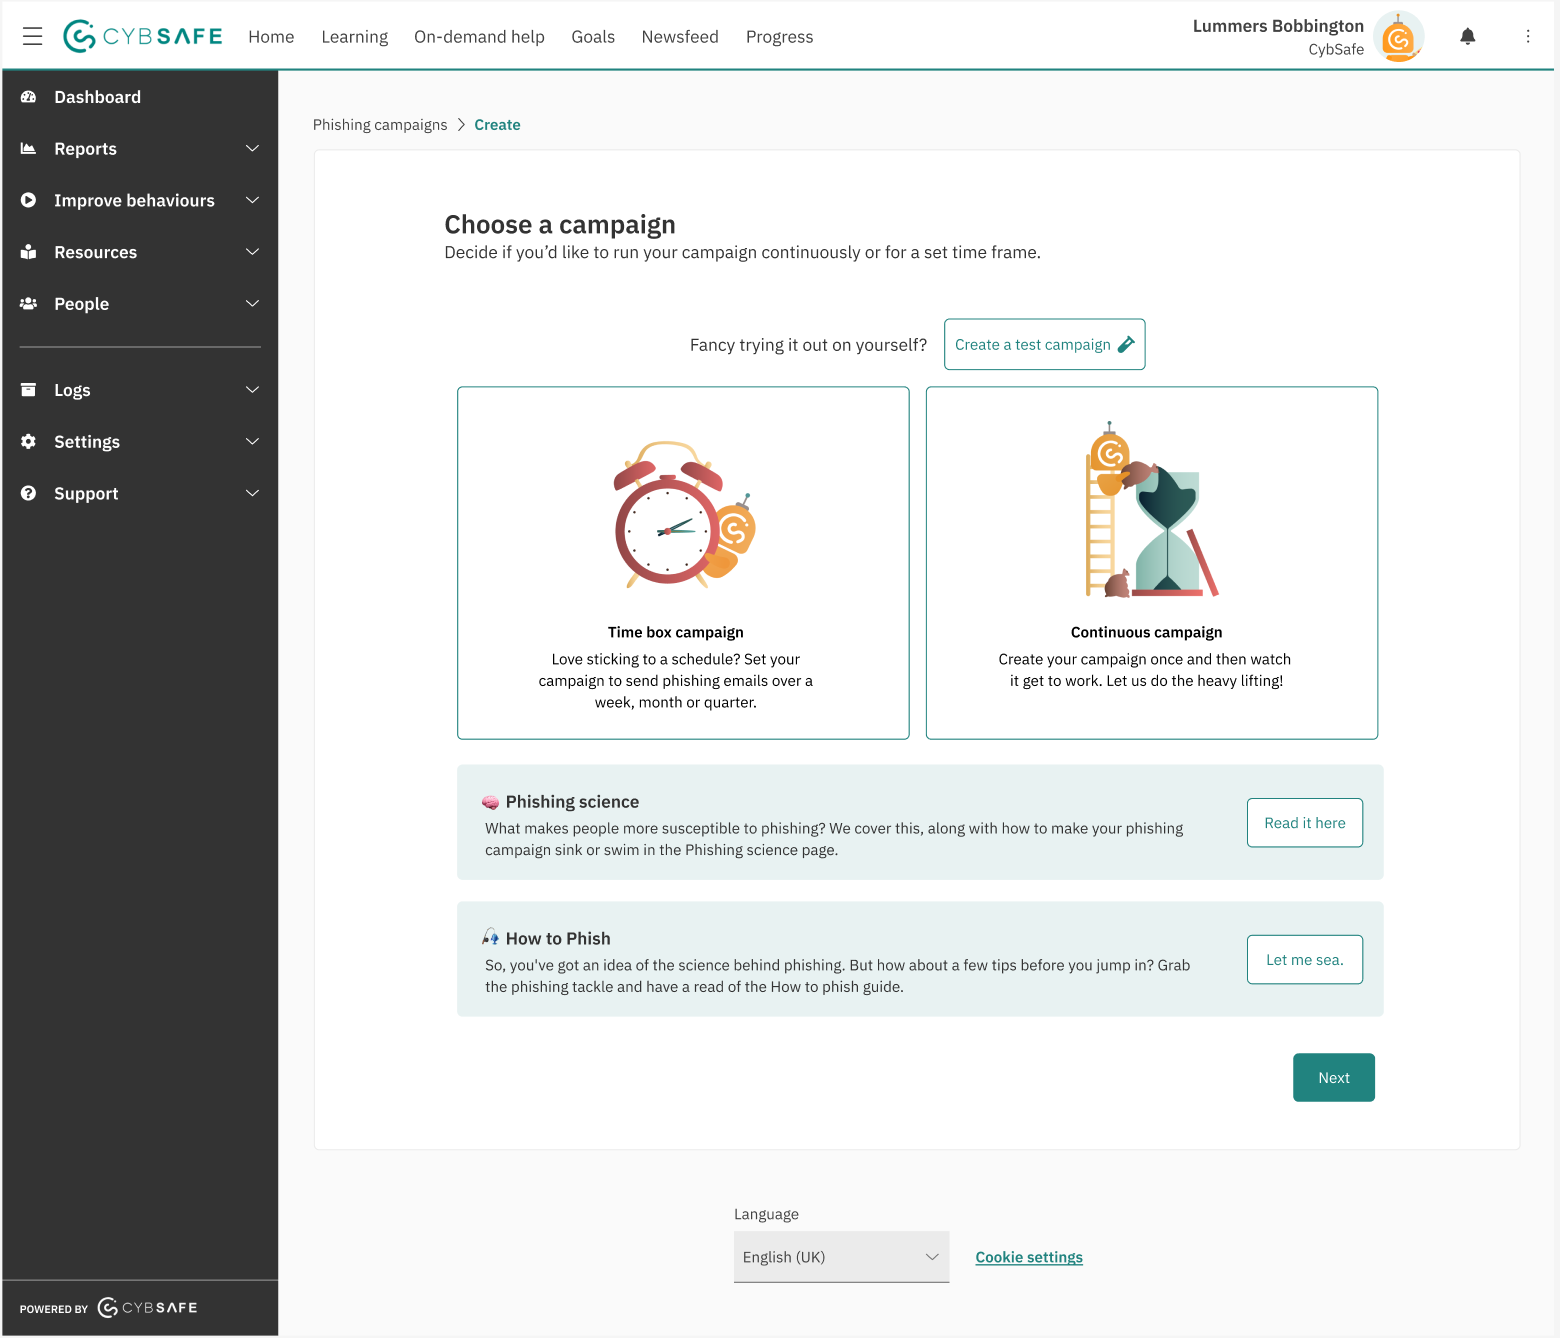 CYBSAFE
Home
Learning
On-demand help
Goals
Newsfeed
Progress
Lummers Bobbington
CybSafe
Dashboard
Reports
Improve behaviours
Resources
People
Logs
Settings
Support
POWERED BY CYBSAFE
Phishing campaigns > Create
Choose a campaign
Decide if you’d like to run your campaign continuously or for a set time frame.
Fancy trying it out on yourself?
Create a test campaign
Time box campaign
Love sticking to a schedule? Set your
campaign to send phishing emails over a
week, month or quarter.
Continuous campaign
Create your campaign once and then watch
it get to work. Let us do the heavy lifting!
Phishing science
What makes people more susceptible to phishing? We cover this, along with how to make your phishing
campaign sink or swim in the Phishing science page.
Read it here
How to Phish
So, you've got an idea of the science behind phishing. But how about a few tips before you jump in? Grab
the phishing tackle and have a read of the How to phish guide.
Let me sea.
Next
Language
English (UK)
Cookie settings